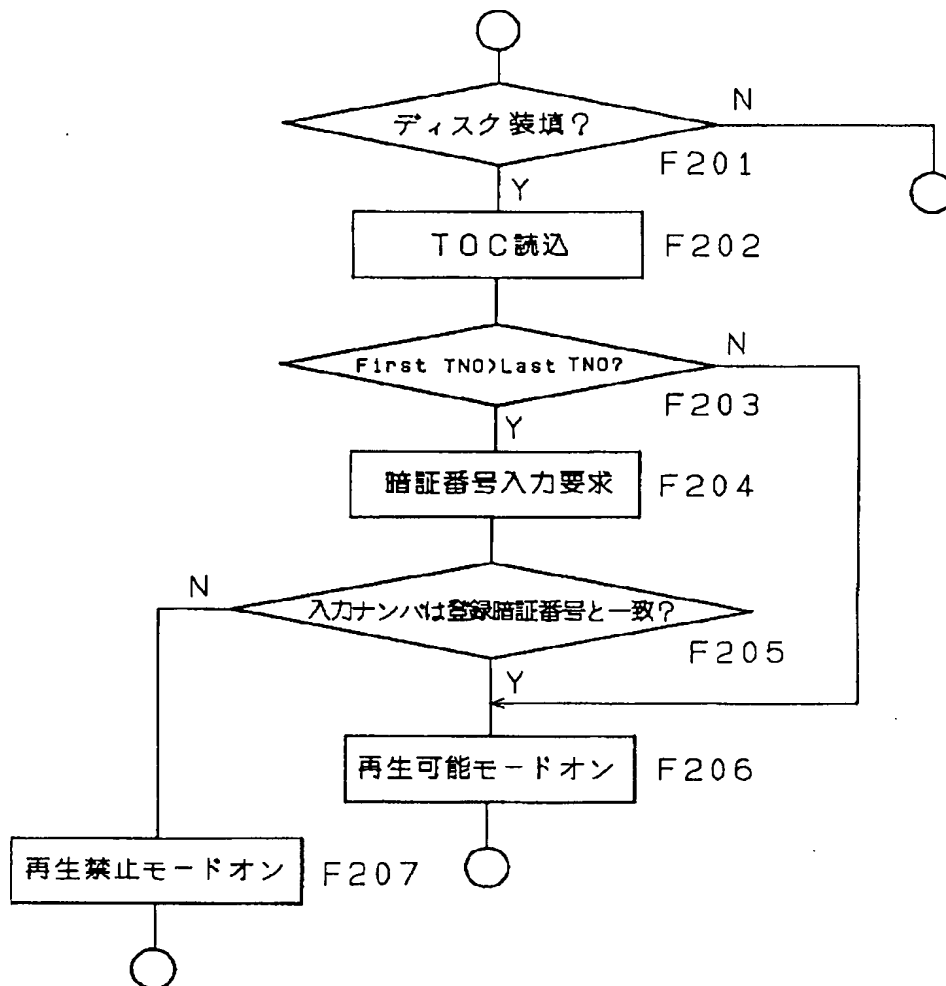 ディスク装填?
N
F201
Y
TOC読込
F202
First TNO>Last TNO?
N
F203
Y
暗証番号入力要求
F204
N
入力ナンバは登録暗証番号と一致?
F205
Y
再生可能モードオン
F206
再生禁止モードオン
F207